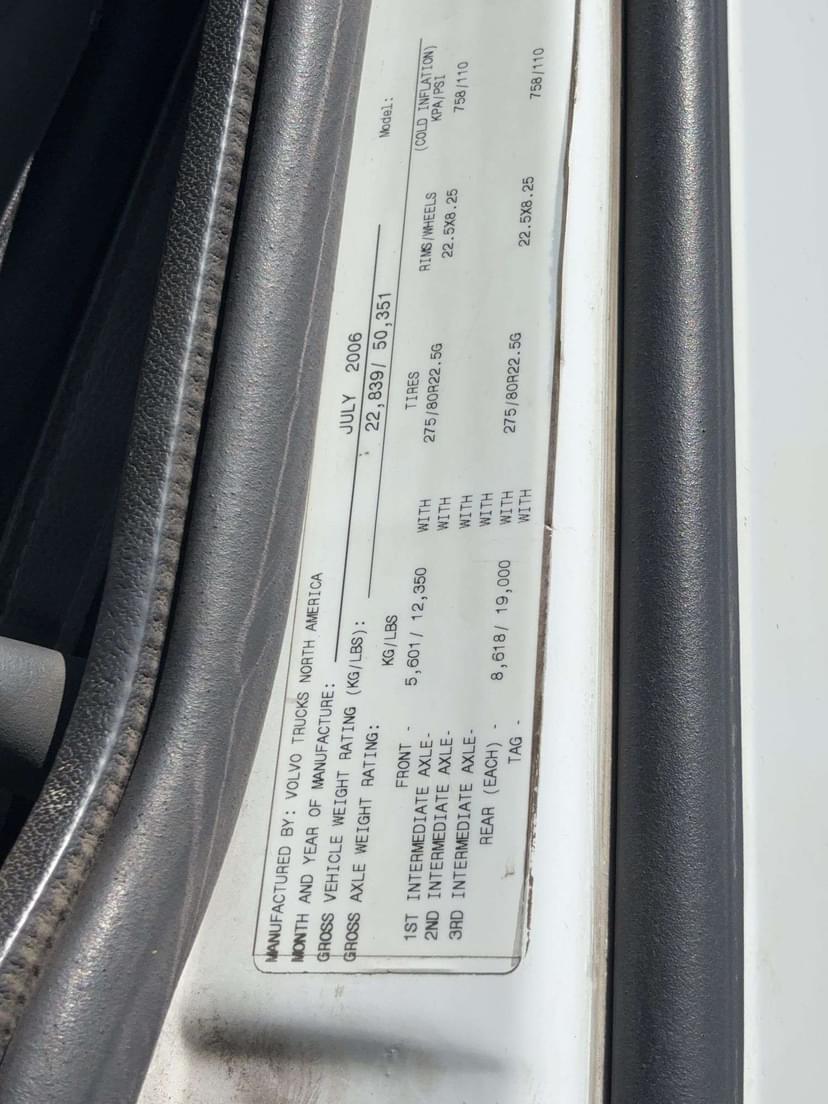 MANUFACTURED BY: VOLVO TRUCKS NORTH AMERICA
MONTH AND YEAR OF MANUFACTURE: JULY 2006
GROSS VEHICLE WEIGHT RATING (KG/LBS): 22,839/ 50,351
GROSS AXLE WEIGHT RATING: Model:
KG/LBS TIRES RIMS/WHEELS (COLD INFLATION) KPA/PSI
FRONT - 5,601/ 12,350 WITH 275/80R22.5G 22.5X8.25 758/110
1ST INTERMEDIATE AXLE- WITH
2ND INTERMEDIATE AXLE- WITH
3RD INTERMEDIATE AXLE- WITH
REAR (EACH) - 8,618/ 19,000 WITH 275/80R22.5G 22.5X8.25 758/110
TAG - WITH